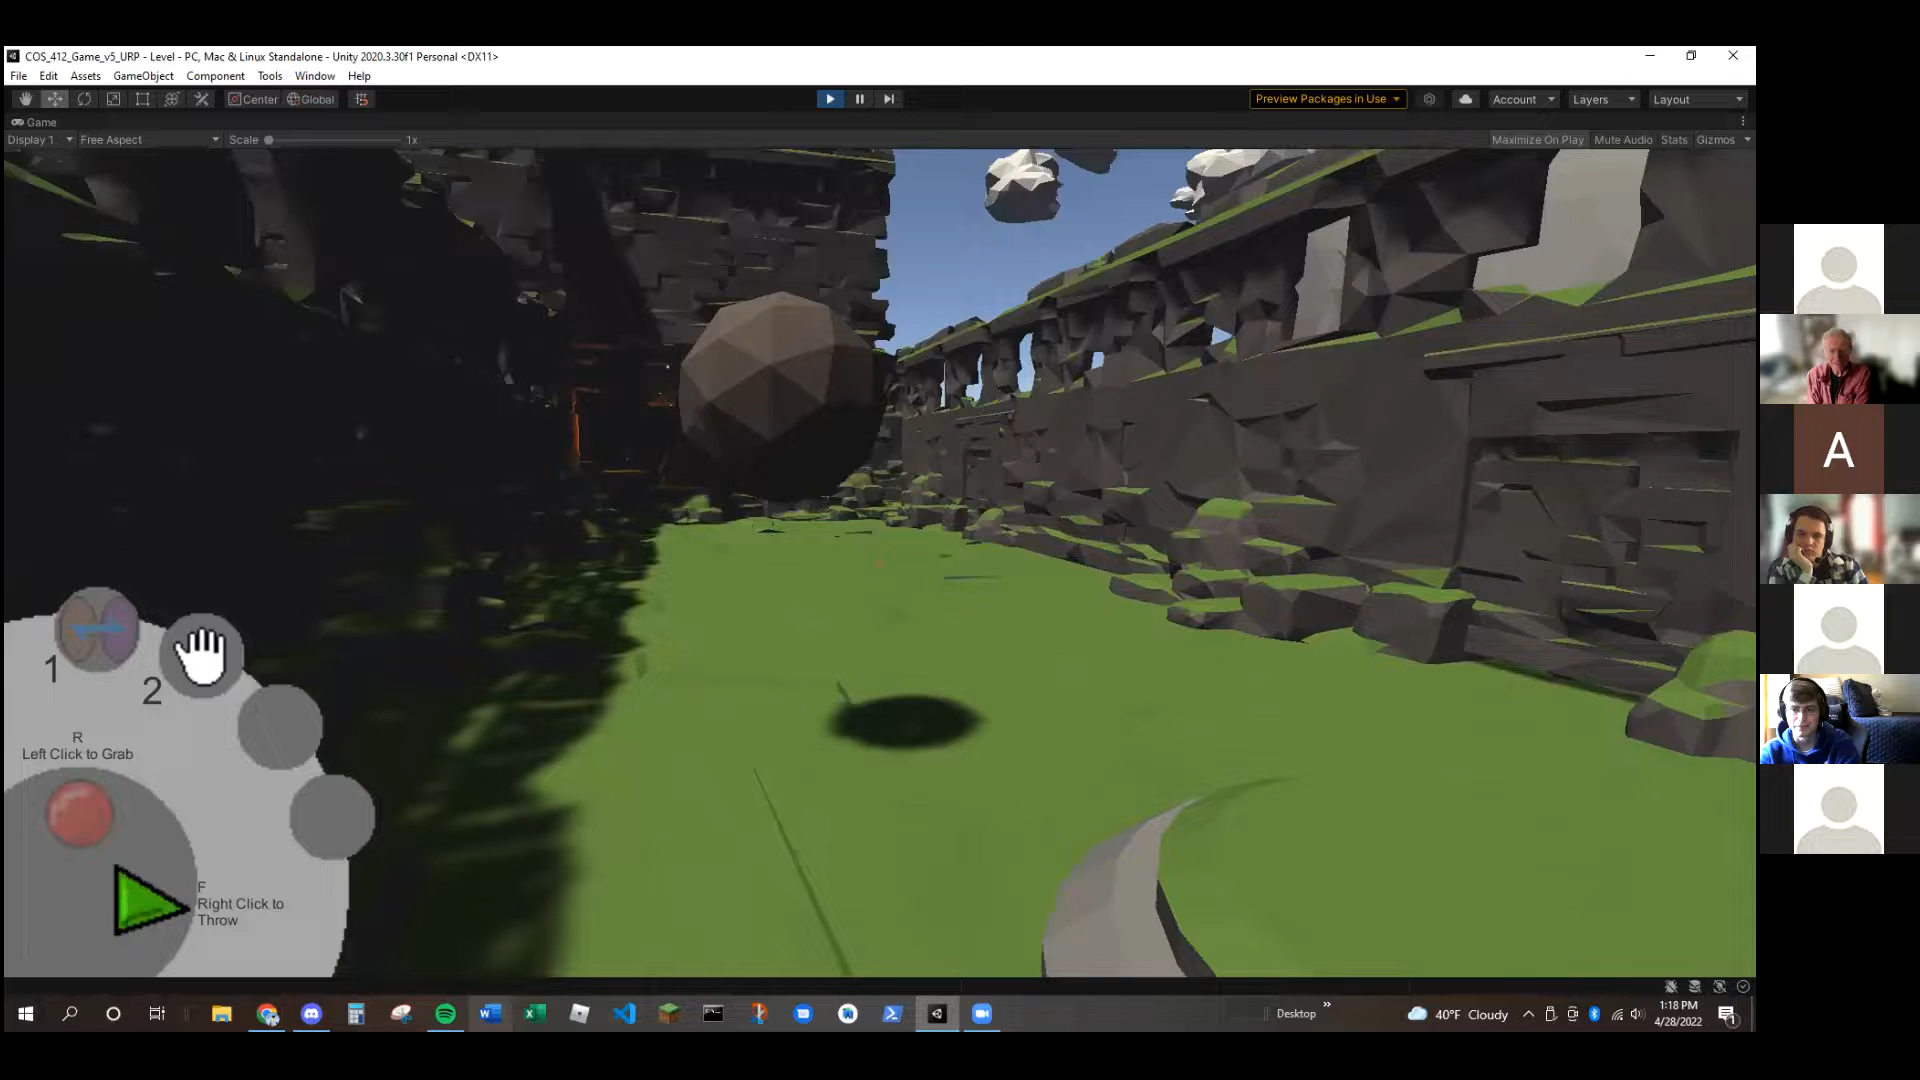 COS_412_Game_v5_URP - Level - PC, Mac & Linux Standalone - Unity 2020.3.30f1 Personal <DX11>
File Edit Assets GameObject Component Tools Window Help
Center Global Preview Packages in Use Account Layers Layout
Game
Display 1 Free Aspect Scale 1x Maximize On Play Mute Audio Stats Gizmos
A
1
2
R
Left Click to Grab
F
Right Click to
Throw
Desktop
40°F Cloudy
1:18 PM
4/28/2022
1